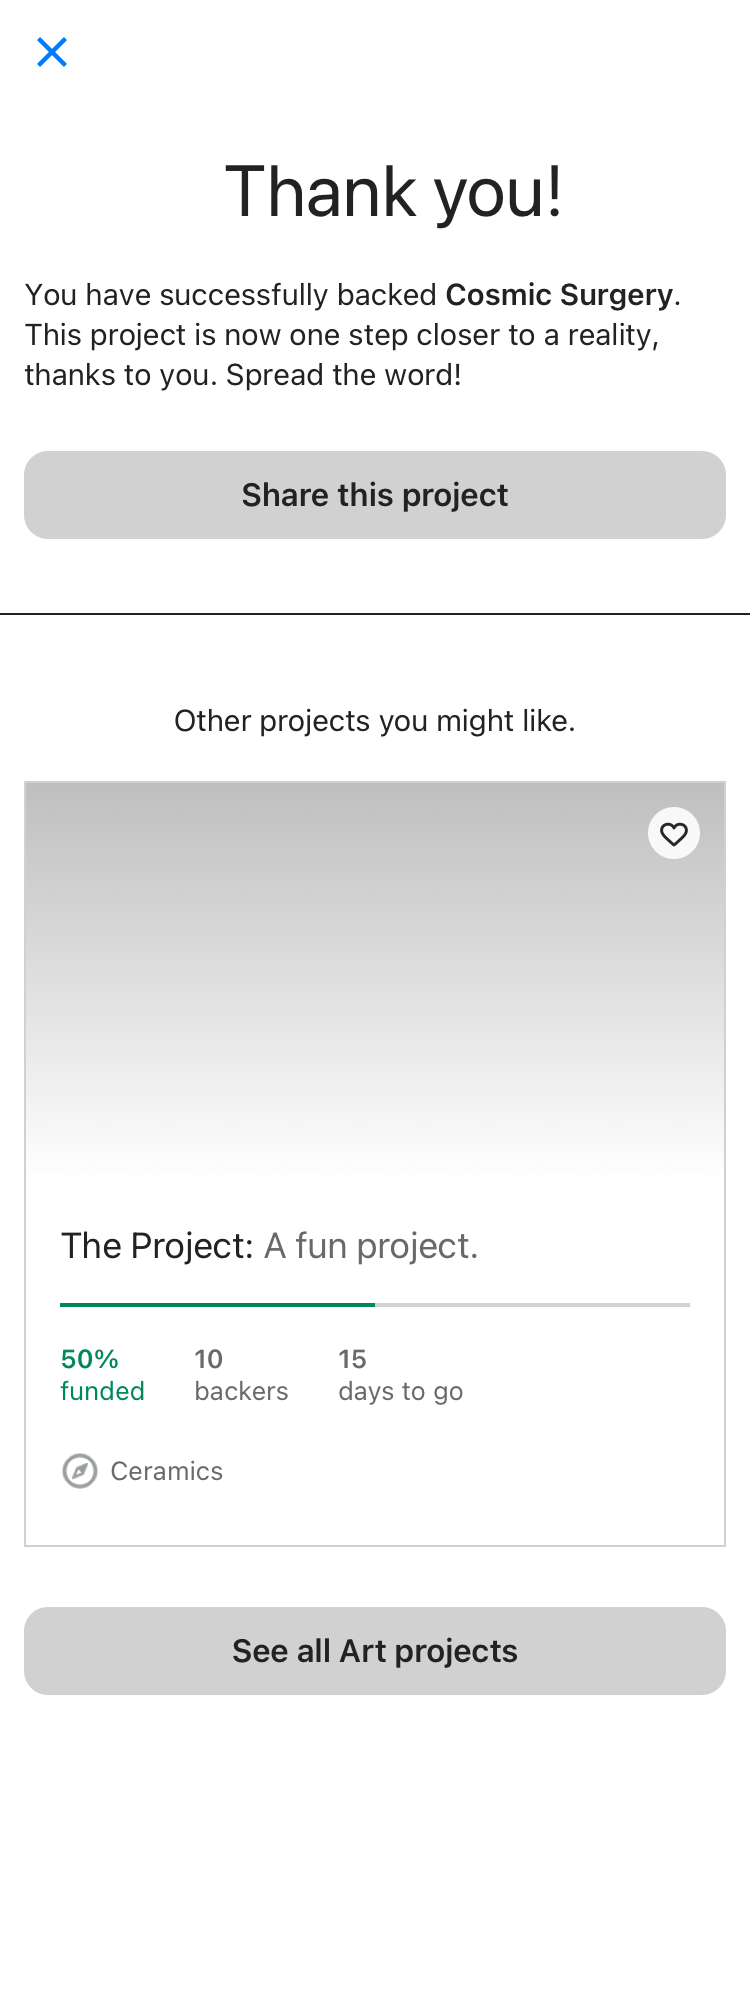 Thank you!
You have successfully backed Cosmic Surgery.
This project is now one step closer to a reality,
thanks to you. Spread the word!
Share this project
Other projects you might like.
The Project: A fun project.
50% 10 15
funded backers days to go
Ceramics
See all Art projects